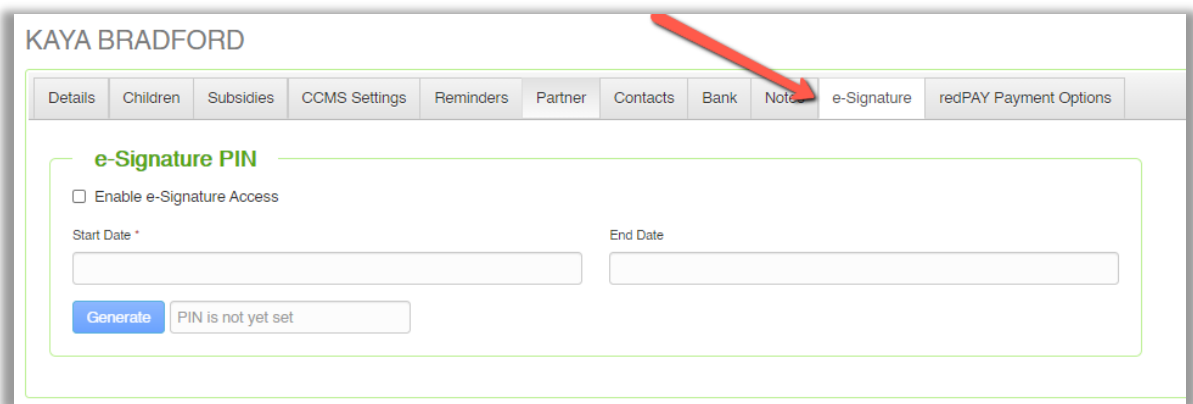 KAYA BRADFORD
Details Children Subsidies CCMS Settings Reminders Partner Contacts Bank Notes e-Signature redPAY Payment Options
e-Signature PIN
Enable e-Signature Access
Start Date * End Date
Generate PIN is not yet set